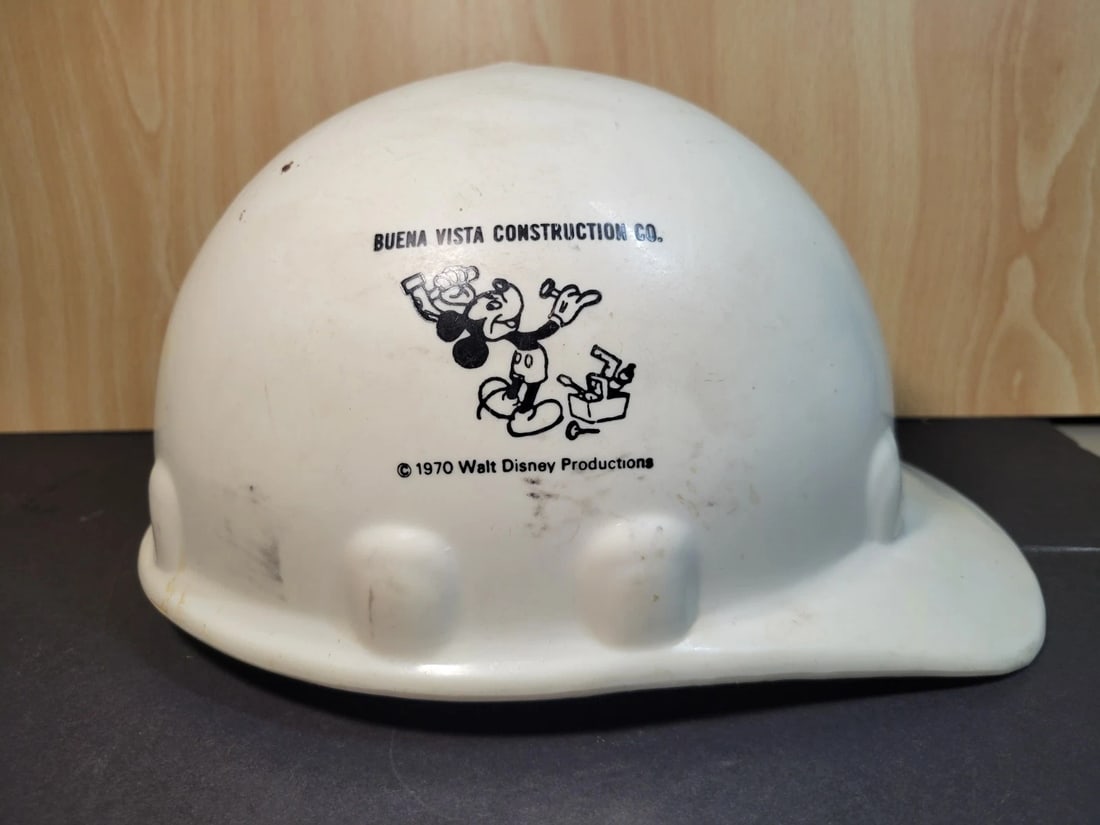 BUENA VISTA CONSTRUCTION CO.
© 1970 Walt Disney Productions